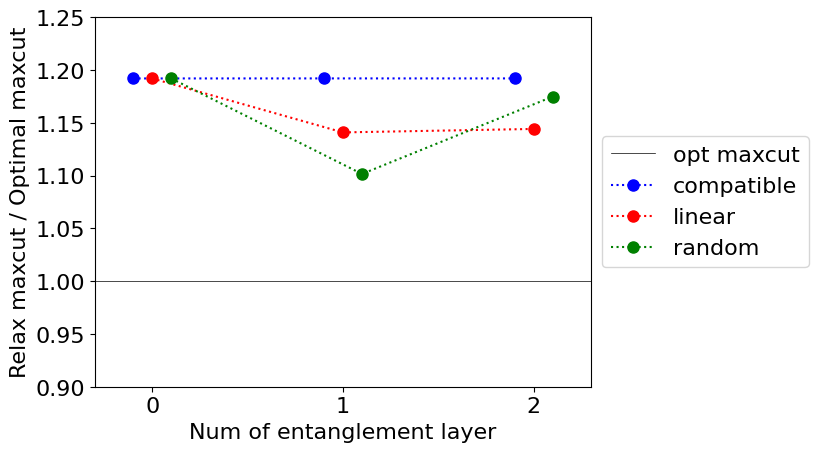 Relax maxcut / Optimal maxcut
1.25
1.20
1.15
1.10
1.05
1.00
0.95
0.90
0
1
2
Num of entanglement layer
opt maxcut
compatible
linear
random